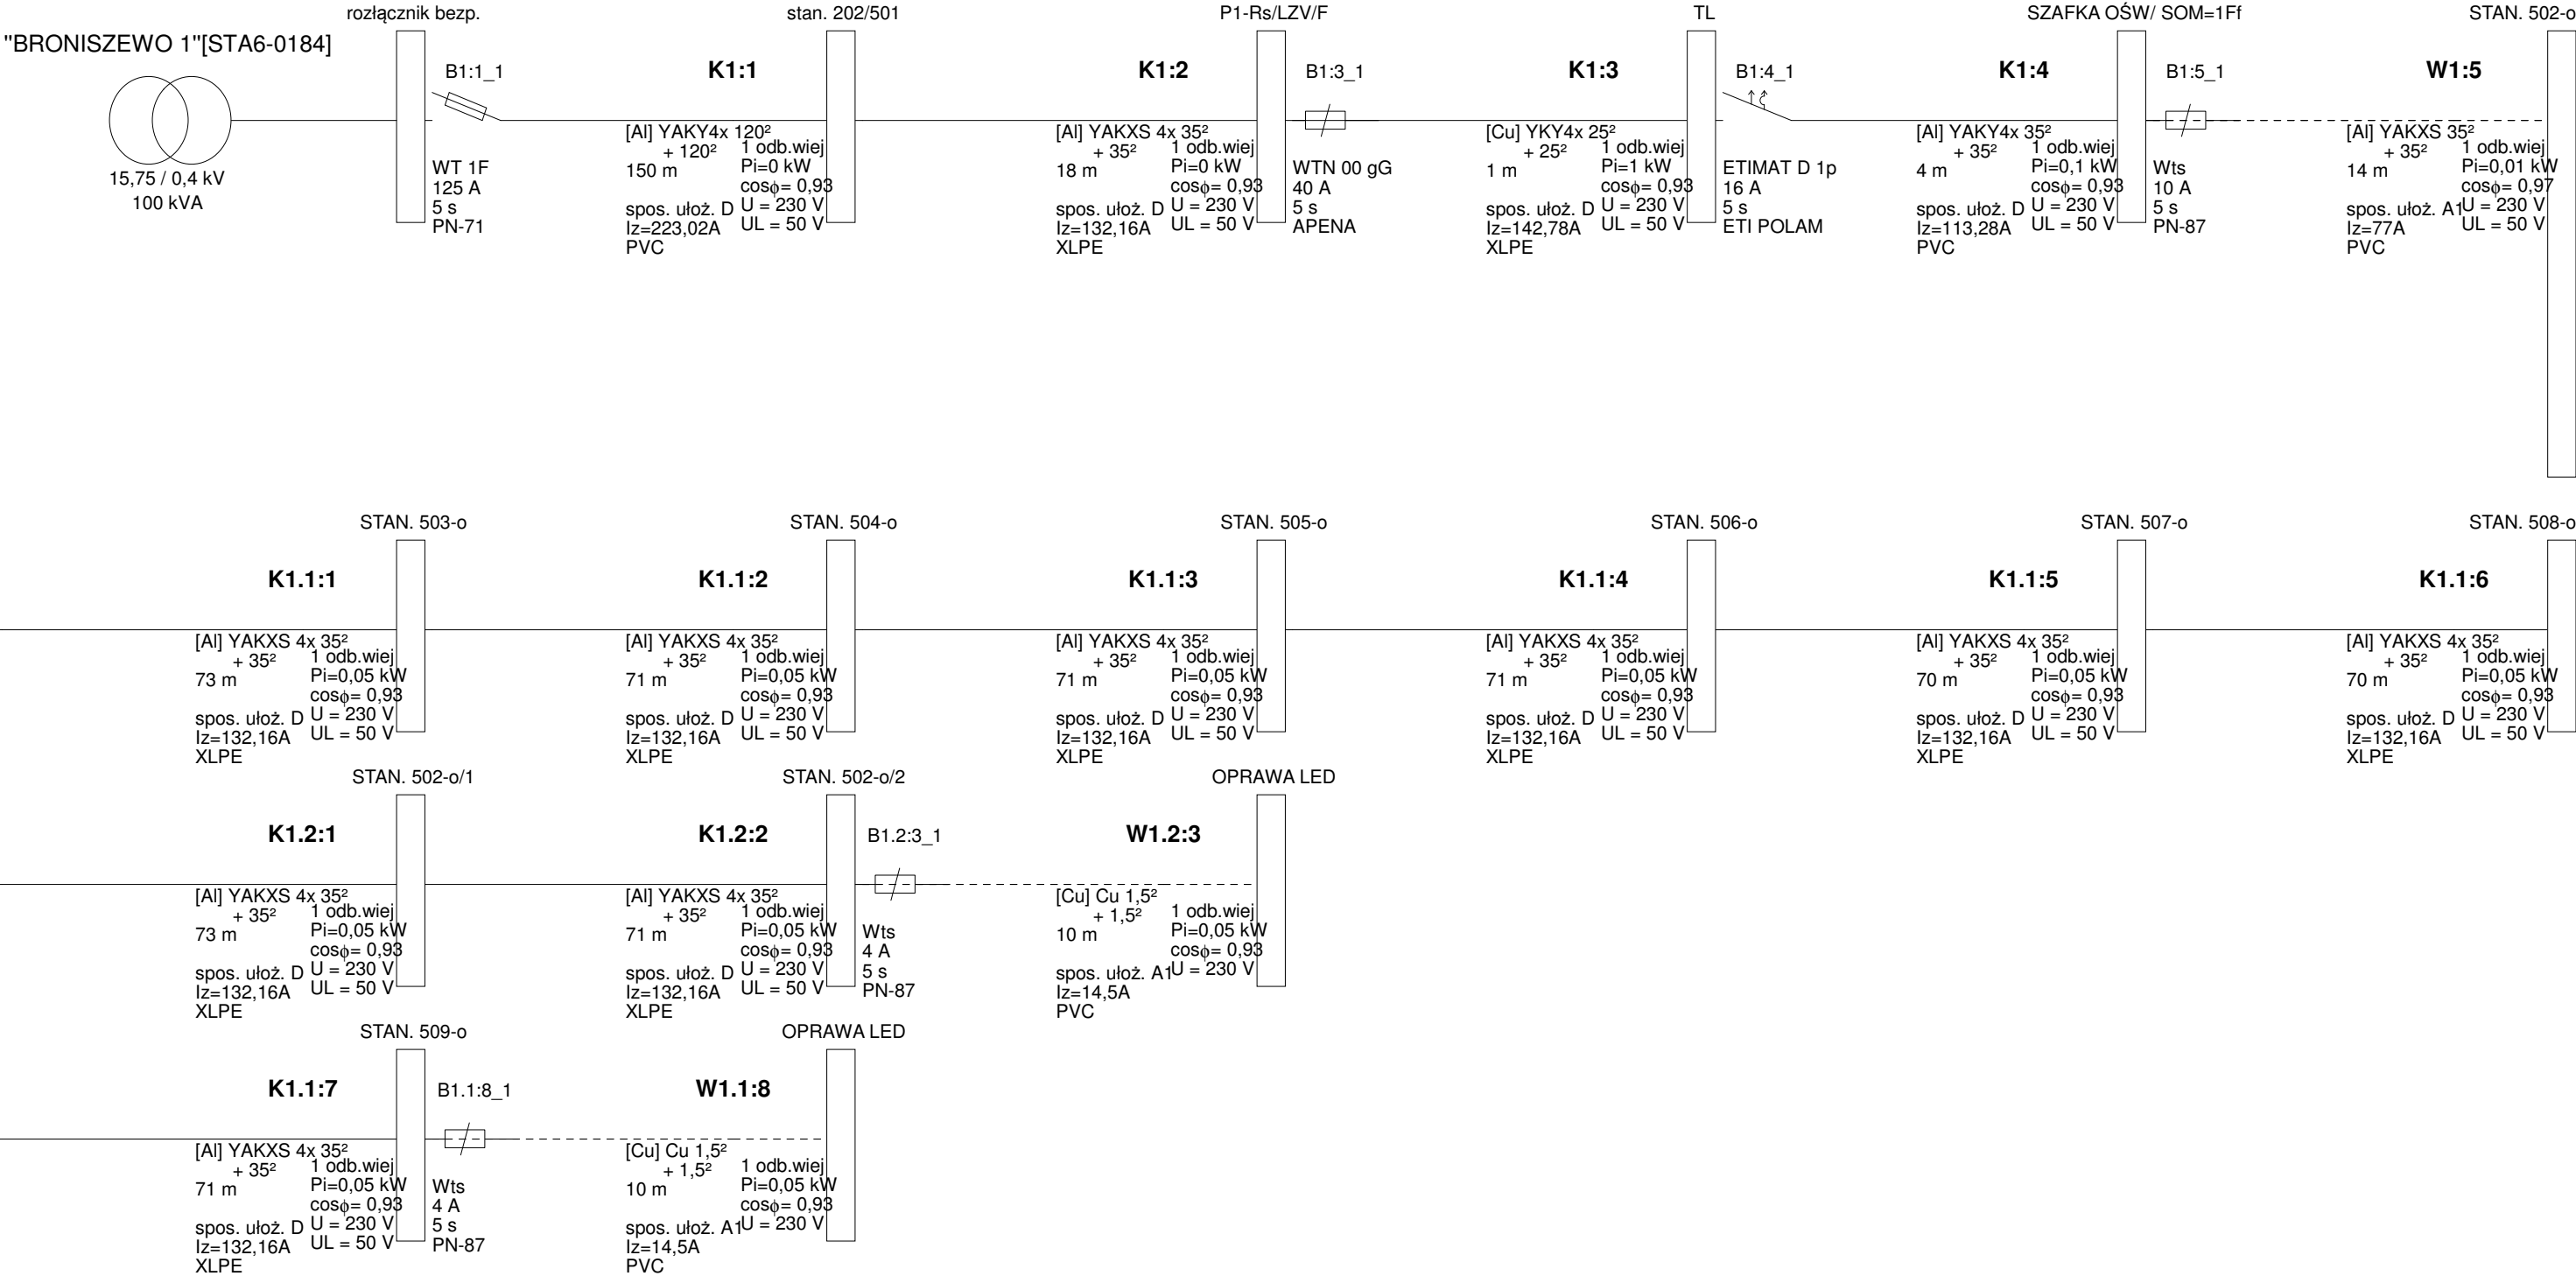 rozłącznik bezp.
stan. 202/501
P1-Rs/LZV/F
TL
SZAFKA OŚW/ SOM=1Ff
STAN. 502-o
"BRONISZEWO 1"[STA6-0184]
15,75 / 0,4 kV
100 kVA
B1:1_1
WT 1F
125 A
5 s
PN-71
K1:1
[Al] YAKY4x 120²
+ 120²
150 m
spos. ułoż. D
Iz=223,02A
PVC
1 odb.wiej
Pi=0 kW
cosϕ= 0,93
U = 230 V
UL = 50 V
K1:2
[Al] YAKXS 4x 35²
+ 35²
18 m
spos. ułoż. D
Iz=132,16A
XLPE
1 odb.wiej
Pi=0 kW
cosϕ= 0,93
U = 230 V
UL = 50 V
B1:3_1
WTN 00 gG
40 A
5 s
APENA
K1:3
[Cu] YKY4x 25²
+ 25²
1 m
spos. ułoż. D
Iz=142,78A
XLPE
1 odb.wiej
Pi=1 kW
cosϕ= 0,93
U = 230 V
UL = 50 V
B1:4_1
ETIMAT D 1p
16 A
5 s
ETI POLAM
K1:4
[Al] YAKY4x 35²
+ 35²
4 m
spos. ułoż. D
Iz=113,28A
PVC
1 odb.wiej
Pi=0,1 kW
cosϕ= 0,93
U = 230 V
UL = 50 V
B1:5_1
Wts
10 A
5 s
PN-87
W1:5
[Al] YAKXS 35²
+ 35²
14 m
spos. ułoż. A1
Iz=77A
PVC
1 odb.wiej
Pi=0,01 kW
cosϕ= 0,97
U = 230 V
UL = 50 V
STAN. 503-o
K1.1:1
[Al] YAKXS 4x 35²
+ 35²
73 m
spos. ułoż. D
Iz=132,16A
XLPE
1 odb.wiej
Pi=0,05 kW
cosϕ= 0,93
U = 230 V
UL = 50 V
STAN. 504-o
K1.1:2
[Al] YAKXS 4x 35²
+ 35²
71 m
spos. ułoż. D
Iz=132,16A
XLPE
1 odb.wiej
Pi=0,05 kW
cosϕ= 0,93
U = 230 V
UL = 50 V
STAN. 505-o
K1.1:3
[Al] YAKXS 4x 35²
+ 35²
71 m
spos. ułoż. D
Iz=132,16A
XLPE
1 odb.wiej
Pi=0,05 kW
cosϕ= 0,93
U = 230 V
UL = 50 V
STAN. 506-o
K1.1:4
[Al] YAKXS 4x 35²
+ 35²
71 m
spos. ułoż. D
Iz=132,16A
XLPE
1 odb.wiej
Pi=0,05 kW
cosϕ= 0,93
U = 230 V
UL = 50 V
STAN. 507-o
K1.1:5
[Al] YAKXS 4x 35²
+ 35²
70 m
spos. ułoż. D
Iz=132,16A
XLPE
1 odb.wiej
Pi=0,05 kW
cosϕ= 0,93
U = 230 V
UL = 50 V
STAN. 508-o
K1.1:6
[Al] YAKXS 4x 35²
+ 35²
70 m
spos. ułoż. D
Iz=132,16A
XLPE
1 odb.wiej
Pi=0,05 kW
cosϕ= 0,93
U = 230 V
UL = 50 V
STAN. 502-o/1
K1.2:1
[Al] YAKXS 4x 35²
+ 35²
73 m
spos. ułoż. D
Iz=132,16A
XLPE
1 odb.wiej
Pi=0,05 kW
cosϕ= 0,93
U = 230 V
UL = 50 V
STAN. 502-o/2
K1.2:2
[Al] YAKXS 4x 35²
+ 35²
71 m
spos. ułoż. D
Iz=132,16A
XLPE
1 odb.wiej
Pi=0,05 kW
cosϕ= 0,93
U = 230 V
UL = 50 V
B1.2:3_1
Wts
4 A
5 s
PN-87
OPRAWA LED
W1.2:3
[Cu] Cu 1,5²
+ 1,5²
10 m
spos. ułoż. A1
Iz=14,5A
PVC
1 odb.wiej
Pi=0,05 kW
cosϕ= 0,93
U = 230 V
STAN. 509-o
K1.1:7
[Al] YAKXS 4x 35²
+ 35²
71 m
spos. ułoż. D
Iz=132,16A
XLPE
1 odb.wiej
Pi=0,05 kW
cosϕ= 0,93
U = 230 V
UL = 50 V
B1.1:8_1
Wts
4 A
5 s
PN-87
OPRAWA LED
W1.1:8
[Cu] Cu 1,5²
+ 1,5²
10 m
spos. ułoż. A1
Iz=14,5A
PVC
1 odb.wiej
Pi=0,05 kW
cosϕ= 0,93
U = 230 V